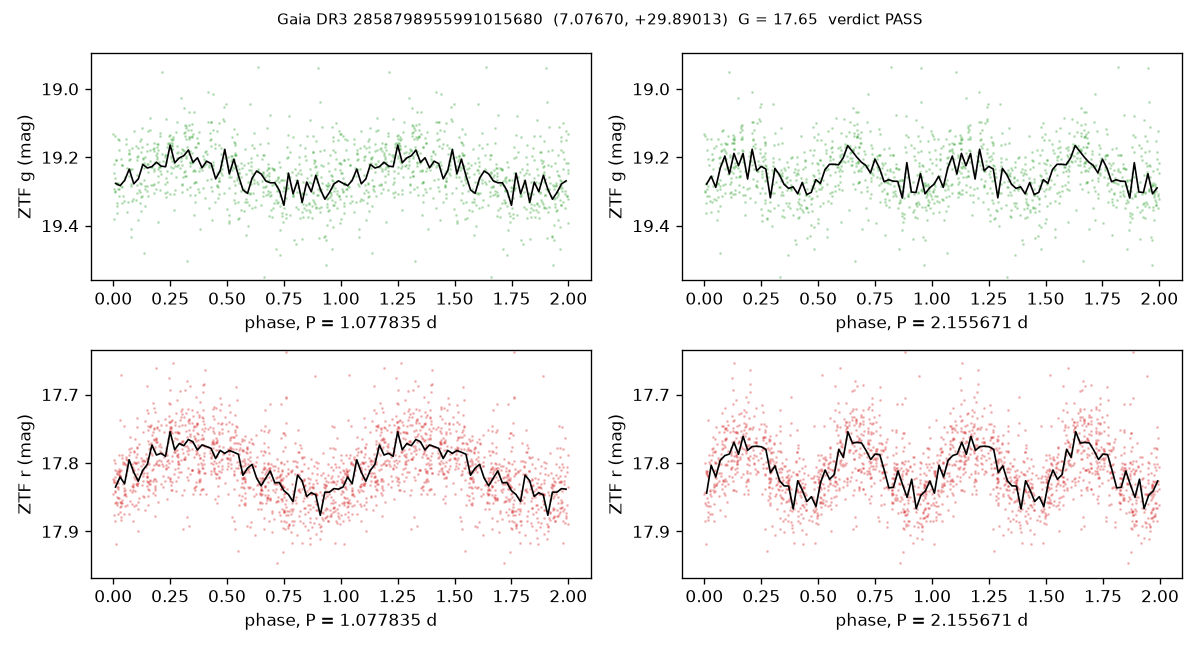 Gaia DR3 2858798955991015680  (7.07670, +29.89013)  G = 17.65  verdict PASS
ZTF g (mag)
19.0
19.2
19.4
0.00 0.25 0.50 0.75 1.00 1.25 1.50 1.75 2.00
phase, P = 1.077835 d
ZTF g (mag)
19.0
19.2
19.4
0.00 0.25 0.50 0.75 1.00 1.25 1.50 1.75 2.00
phase, P = 2.155671 d
ZTF r (mag)
17.7
17.8
17.9
0.00 0.25 0.50 0.75 1.00 1.25 1.50 1.75 2.00
phase, P = 1.077835 d
ZTF r (mag)
17.7
17.8
17.9
0.00 0.25 0.50 0.75 1.00 1.25 1.50 1.75 2.00
phase, P = 2.155671 d